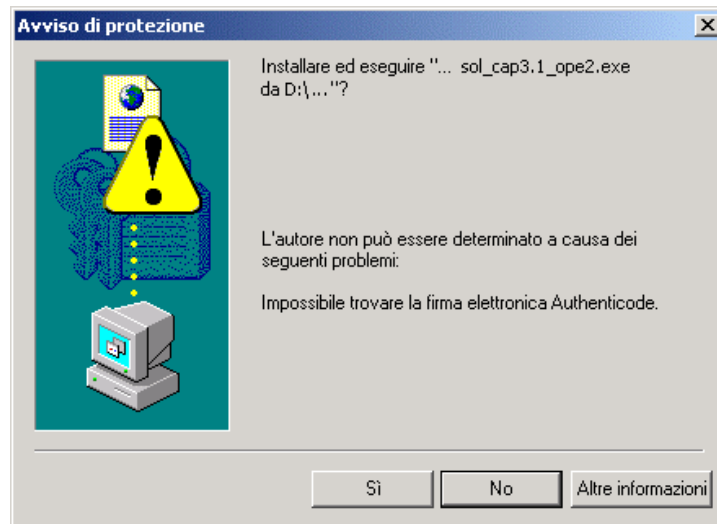 Avviso di protezione
Installare ed eseguire "... sol_cap3.1_ope2.exe
da D:\..."?
L'autore non può essere determinato a causa dei
seguenti problemi:
Impossibile trovare la firma elettronica Authenticode.
Sì No Altre informazioni